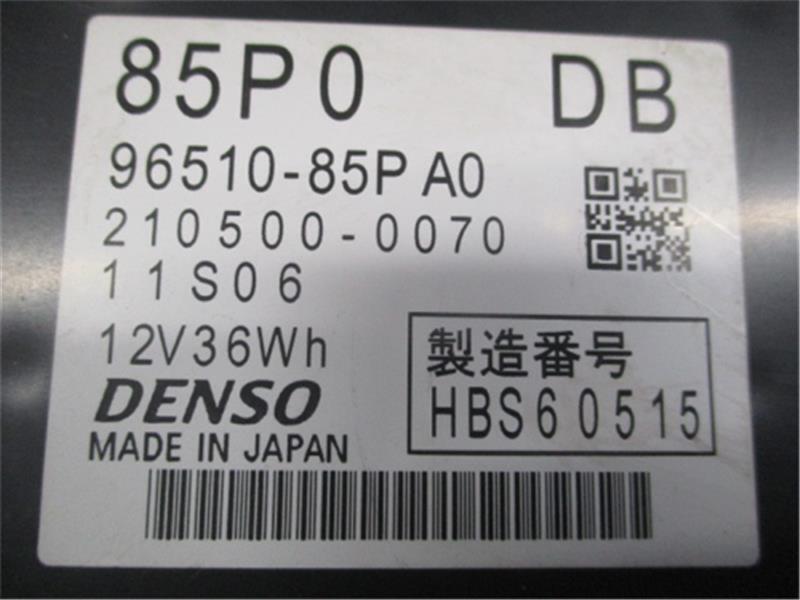 85P0 DB
96510-85P A0
210500-0070
11S06
12V36Wh
DENSO
MADE IN JAPAN
製造番号
HBS60515